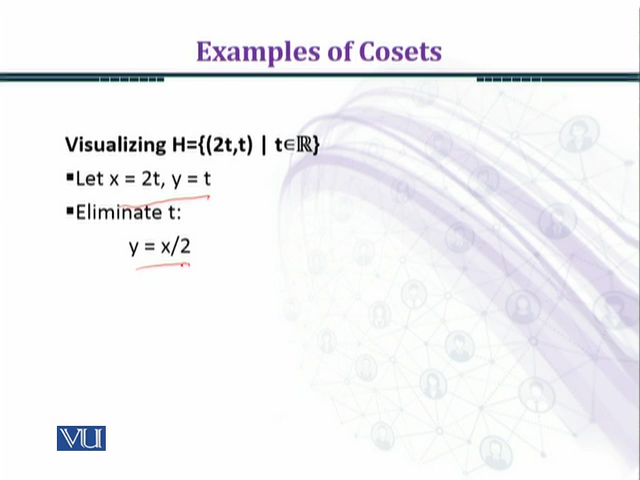 Examples of Cosets
Visualizing H={(2t,t) | t∈ℝ}
▪Let x = 2t, y = t
▪Eliminate t:
y = x/2
VU